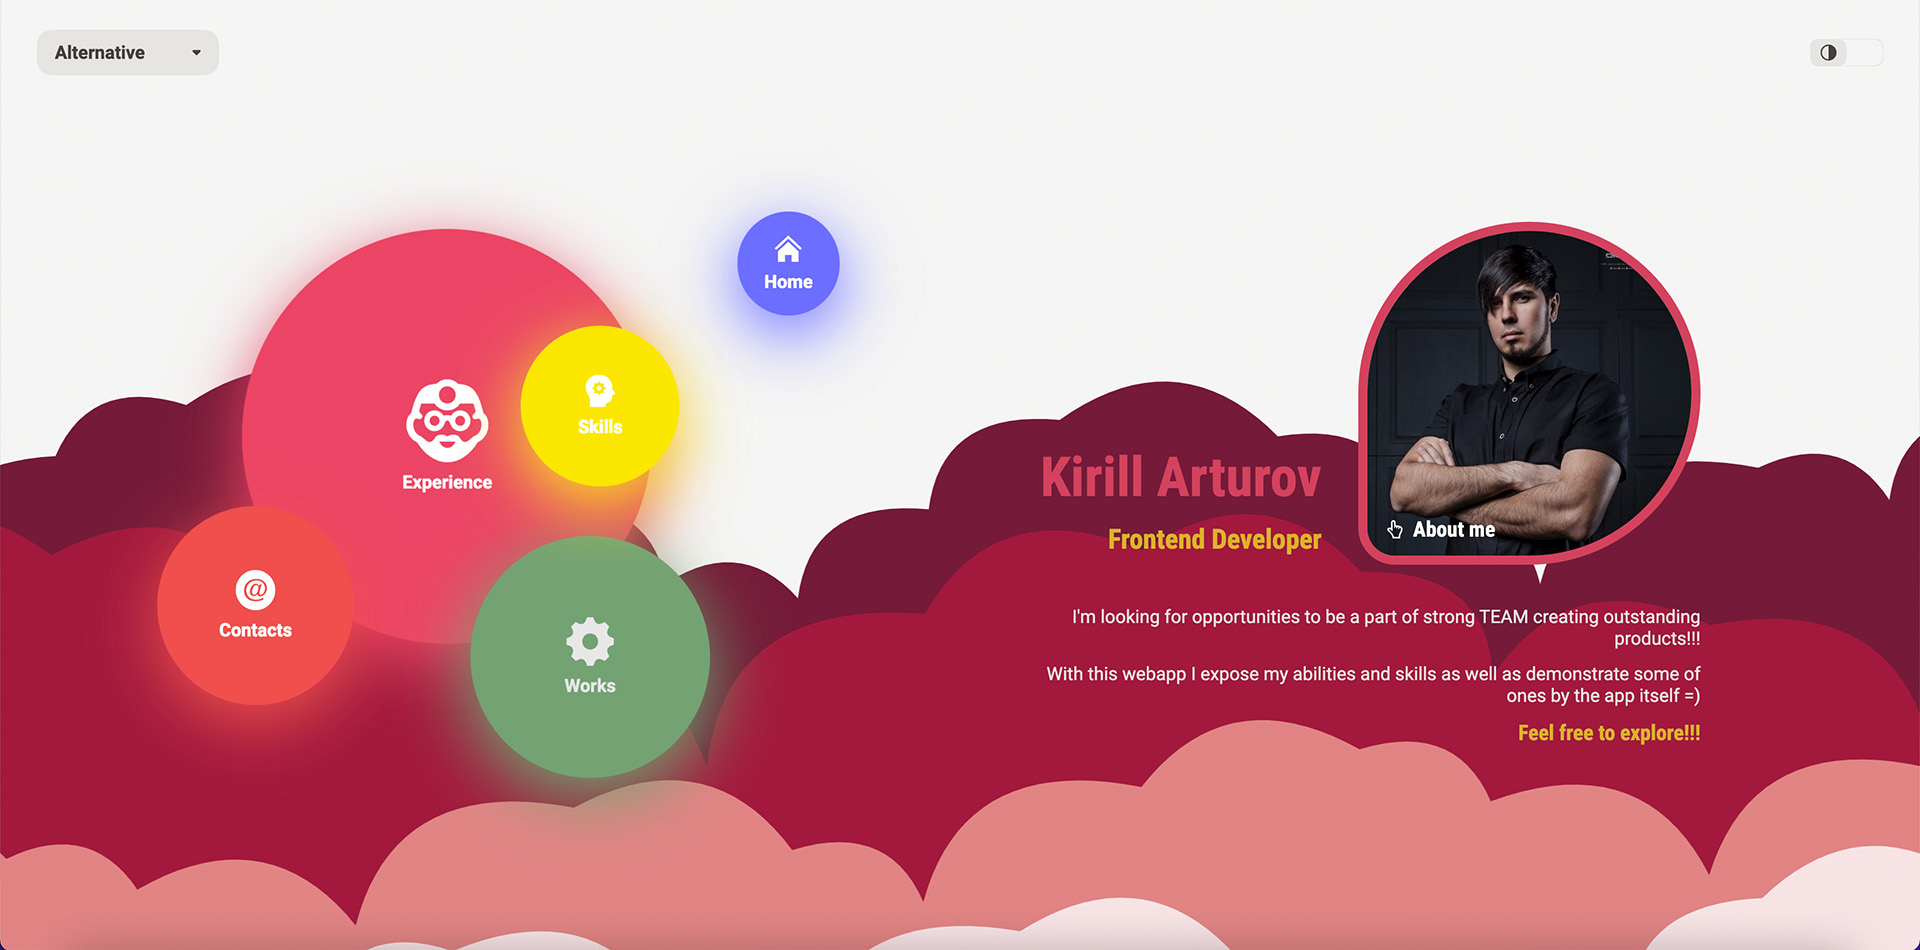 Alternative
Home
Skills
Experience
Contacts
Works
Kirill Arturov
Frontend Developer
About me
I'm looking for opportunities to be a part of strong TEAM creating outstanding
products!!!
With this webapp I expose my abilities and skills as well as demonstrate some of
ones by the app itself =)
Feel free to explore!!!